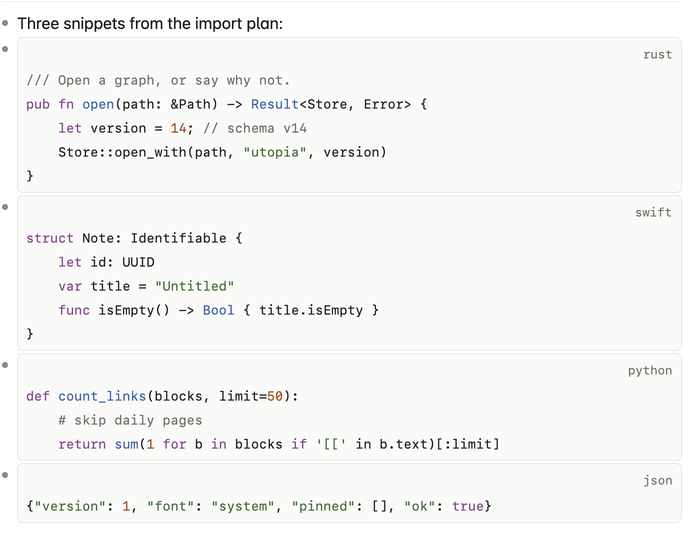 Three snippets from the import plan:
rust
/// Open a graph, or say why not.
pub fn open(path: &Path) -> Result<Store, Error> {
    let version = 14; // schema v14
    Store::open_with(path, "utopia", version)
}
swift
struct Note: Identifiable {
    let id: UUID
    var title = "Untitled"
    func isEmpty() -> Bool { title.isEmpty }
}
python
def count_links(blocks, limit=50):
    # skip daily pages
    return sum(1 for b in blocks if '[[' in b.text)[:limit]
json
{"version": 1, "font": "system", "pinned": [], "ok": true}